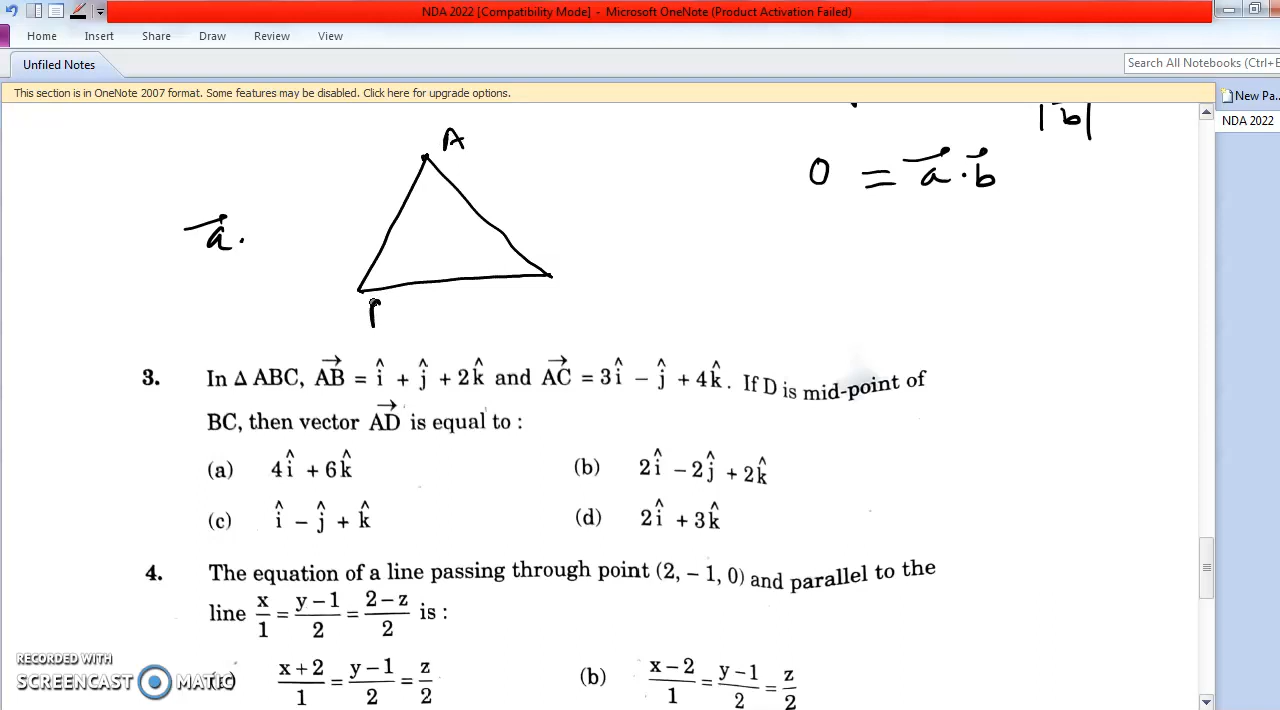 NDA 2022 [Compatibility Mode] - Microsoft OneNote (Product Activation Failed)
Home Insert Share Draw Review View
Unfiled Notes
Search All Notebooks (Ctrl+E
This section is in OneNote 2007 format. Some features may be disabled. Click here for upgrade options.
New Pa..
NDA 2022
|b|
A
0 = a⃗ · b⃗
a⃗ .
3. In Δ ABC, AB⃗ = î + ĵ + 2k̂ and AC⃗ = 3î − ĵ + 4k̂. If D is mid-point of
BC, then vector AD⃗ is equal to :
(a) 4î + 6k̂ (b) 2î − 2ĵ + 2k̂
(c) î − ĵ + k̂ (d) 2î + 3k̂
4. The equation of a line passing through point (2, − 1, 0) and parallel to the
line x/1 = y − 1/2 = 2 − z/2 is :
x + 2/1 = y − 1/2 = z/2 (b) x − 2/1 = y − 1/2 = z/2
RECORDED WITH
SCREENCAST MATIC